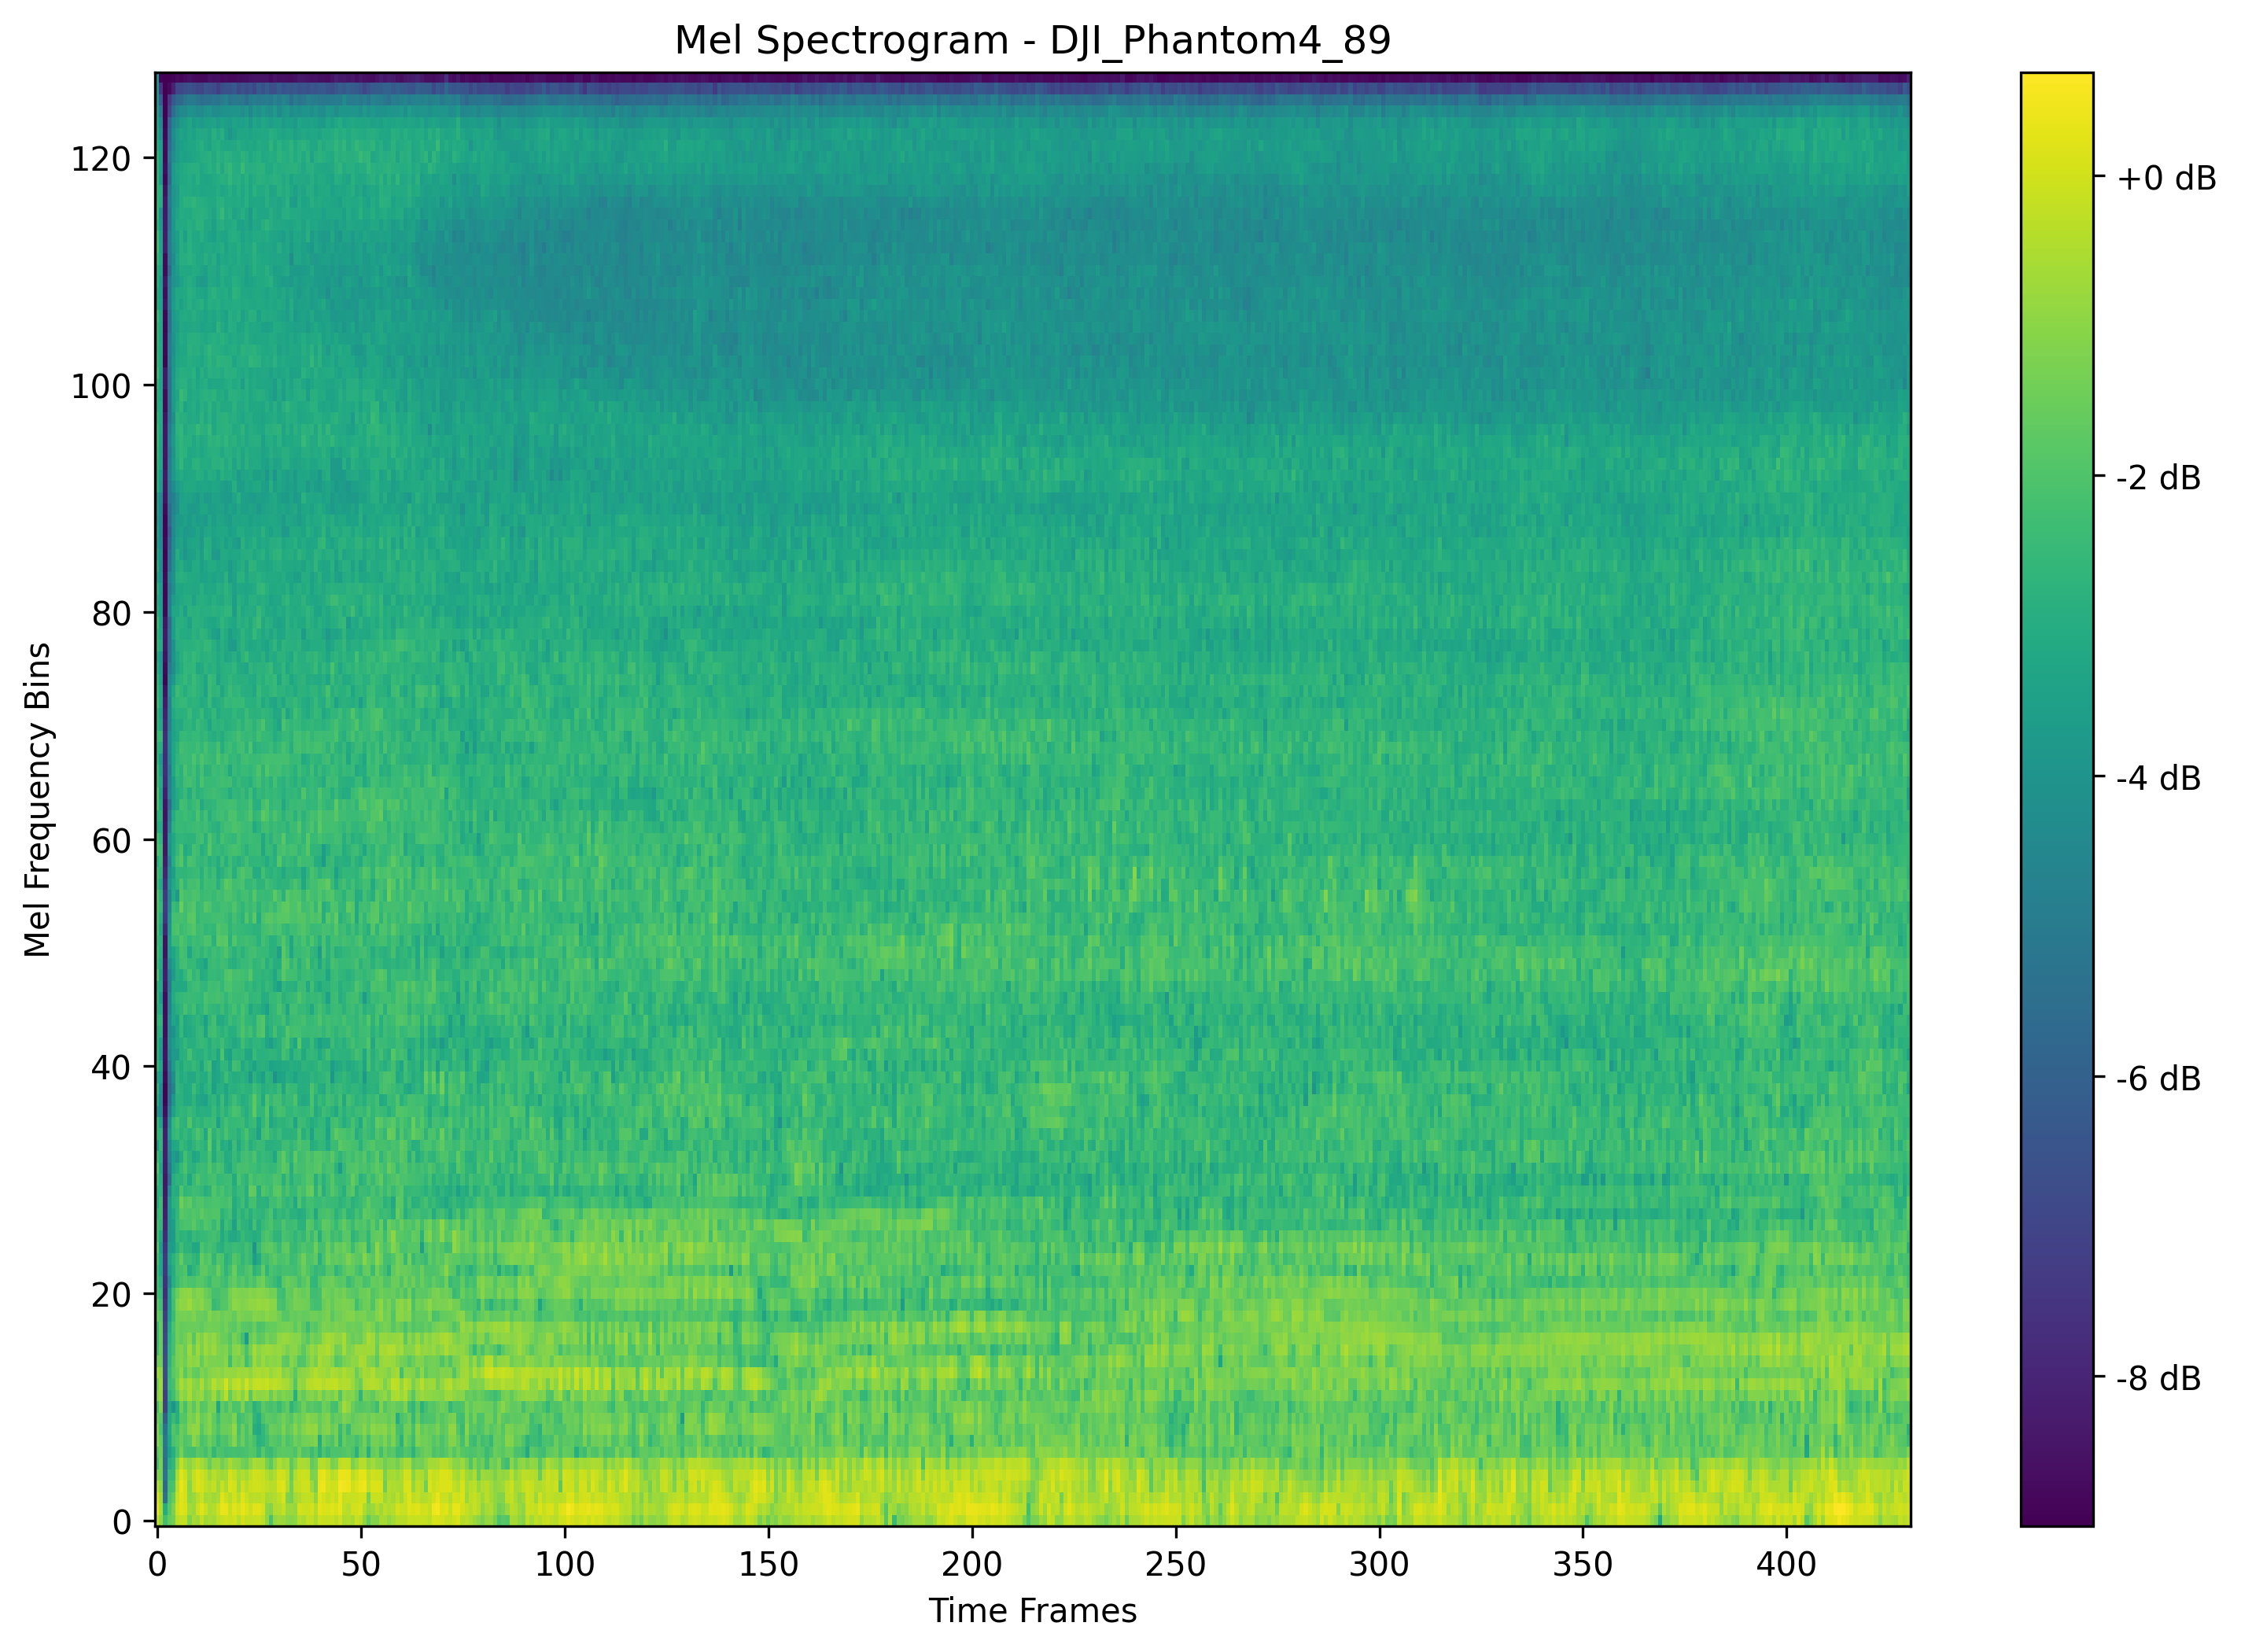 Mel Spectrogram - DJI_Phantom4_89
Mel Frequency Bins
120
100
80
60
40
20
0
0 50 100 150 200 250 300 350 400
Time Frames
+0 dB
-2 dB
-4 dB
-6 dB
-8 dB